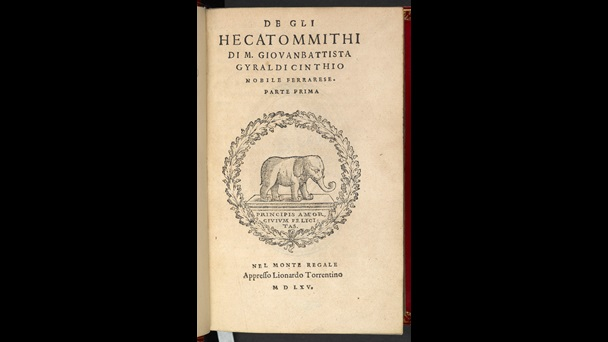 DE GLI
HECATOMMITHI
DI M. GIOVANBATTISTA
GYRALDI CINTHIO
NOBILE FERRARESE.
PARTE PRIMA
PRINCIPIS AMOR,
CIVIVM FELICI
TAS.
NEL MONTE REGALE
Appresso Lionardo Torrentino
M D LXV.